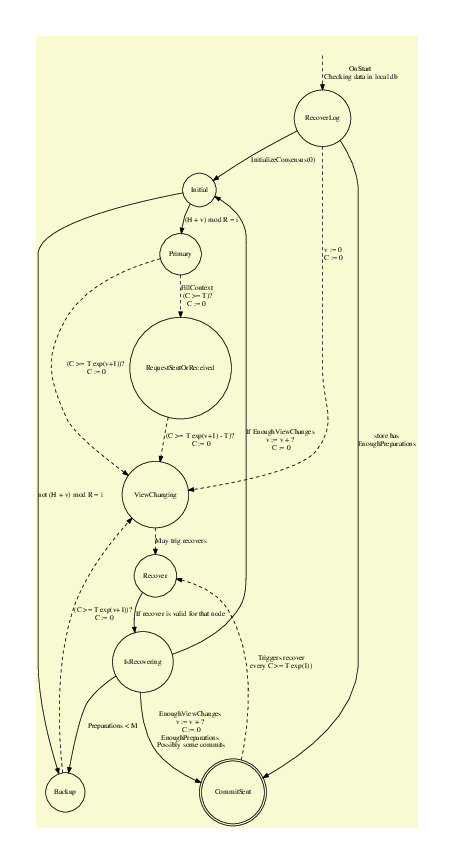 OnStart
Checking data in local db
RecoverLog
InitializeConsensus(0)
Initial
(H + v) mod R = i
v := 0
C := 0
Primary
FillContext
(C >= T)?
C := 0
(C >= T exp(v+1))?
C := 0
RequestSentOrReceived
(C >= T exp(v+1) - T)?
C := 0
If EnoughViewChanges
v := v + ?
C := 0
store has
EnoughPreparations
not (H + v) mod R = i
ViewChanging
May trig recovers
Recover
(C >= T exp(v+1))?
C := 0
If recover is valid for that node
IsRecovering
Triggers recover
every C >= T exp(1))
Preparations < M
EnoughViewChanges
v := v + ?
C := 0
EnoughPreparations
Possibly some commits
Backup
CommitSent